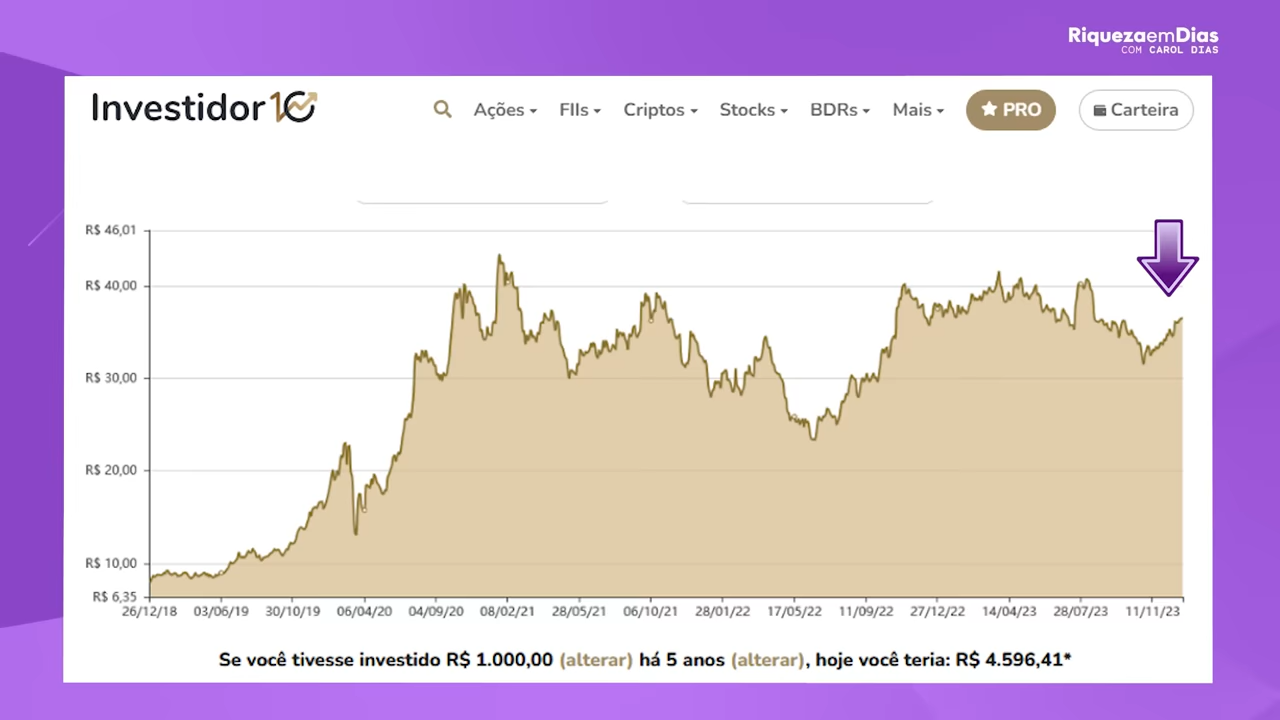 RiquezaemDias
COM CAROL DIAS
Investidor10
Ações FIIs Criptos Stocks BDRs Mais PRO Carteira
R$ 46,01
R$ 40,00
R$ 30,00
R$ 20,00
R$ 10,00
R$ 6,35
26/12/18 03/06/19 30/10/19 06/04/20 04/09/20 08/02/21 28/05/21 06/10/21 28/01/22 17/05/22 11/09/22 27/12/22 14/04/23 28/07/23 11/11/23
Se você tivesse investido R$ 1.000,00 (alterar) há 5 anos (alterar), hoje você teria: R$ 4.596,41*